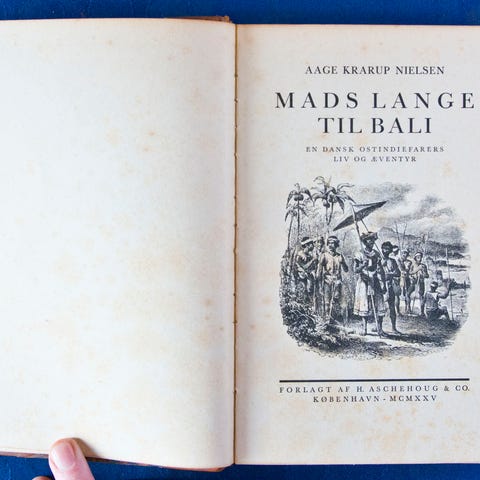 AAGE KRARUP NIELSEN
MADS LANGE
TIL BALI
EN DANSK OSTINDIEFARERS
LIV OG ÆVENTYR
FORLAGT AF H. ASCHEHOUG & CO.
KØBENHAVN - MCMXXV